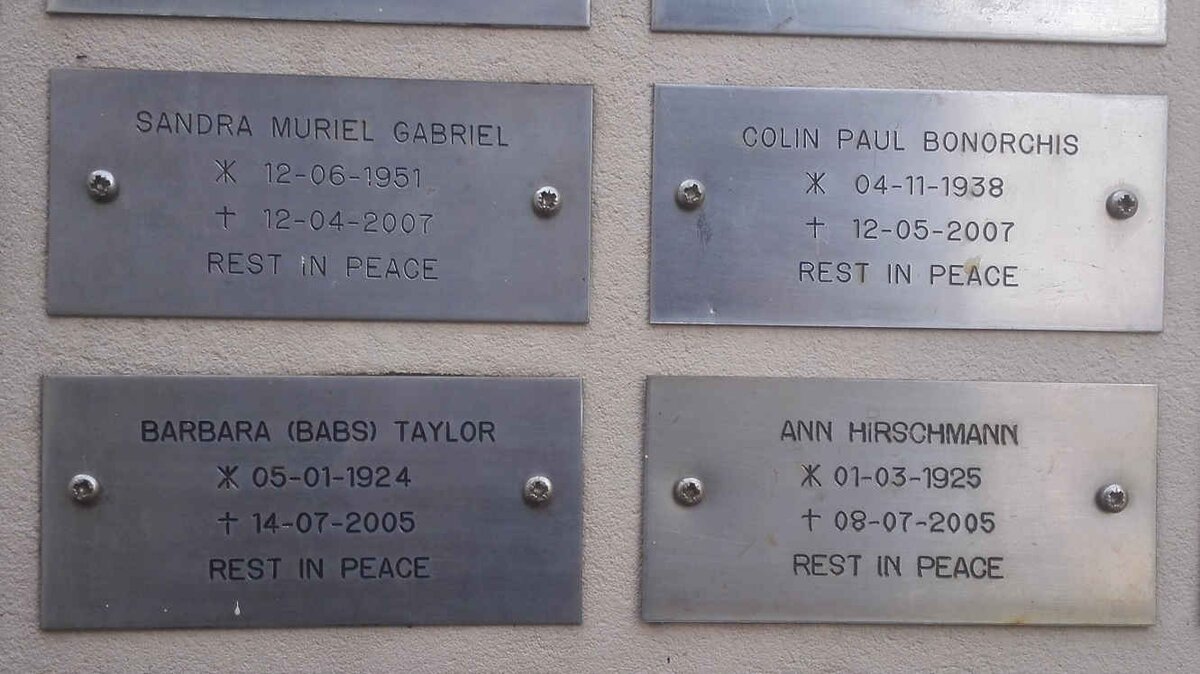 SANDRA MURIEL GABRIEL
* 12-06-1951
† 12-04-2007
REST IN PEACE
COLIN PAUL BONORCHIS
* 04-11-1938
† 12-05-2007
REST IN PEACE
BARBARA (BABS) TAYLOR
* 05-01-1924
† 14-07-2005
REST IN PEACE
ANN HiRSCHMANN
* 01-03-1925
† 08-07-2005
REST IN PEACE